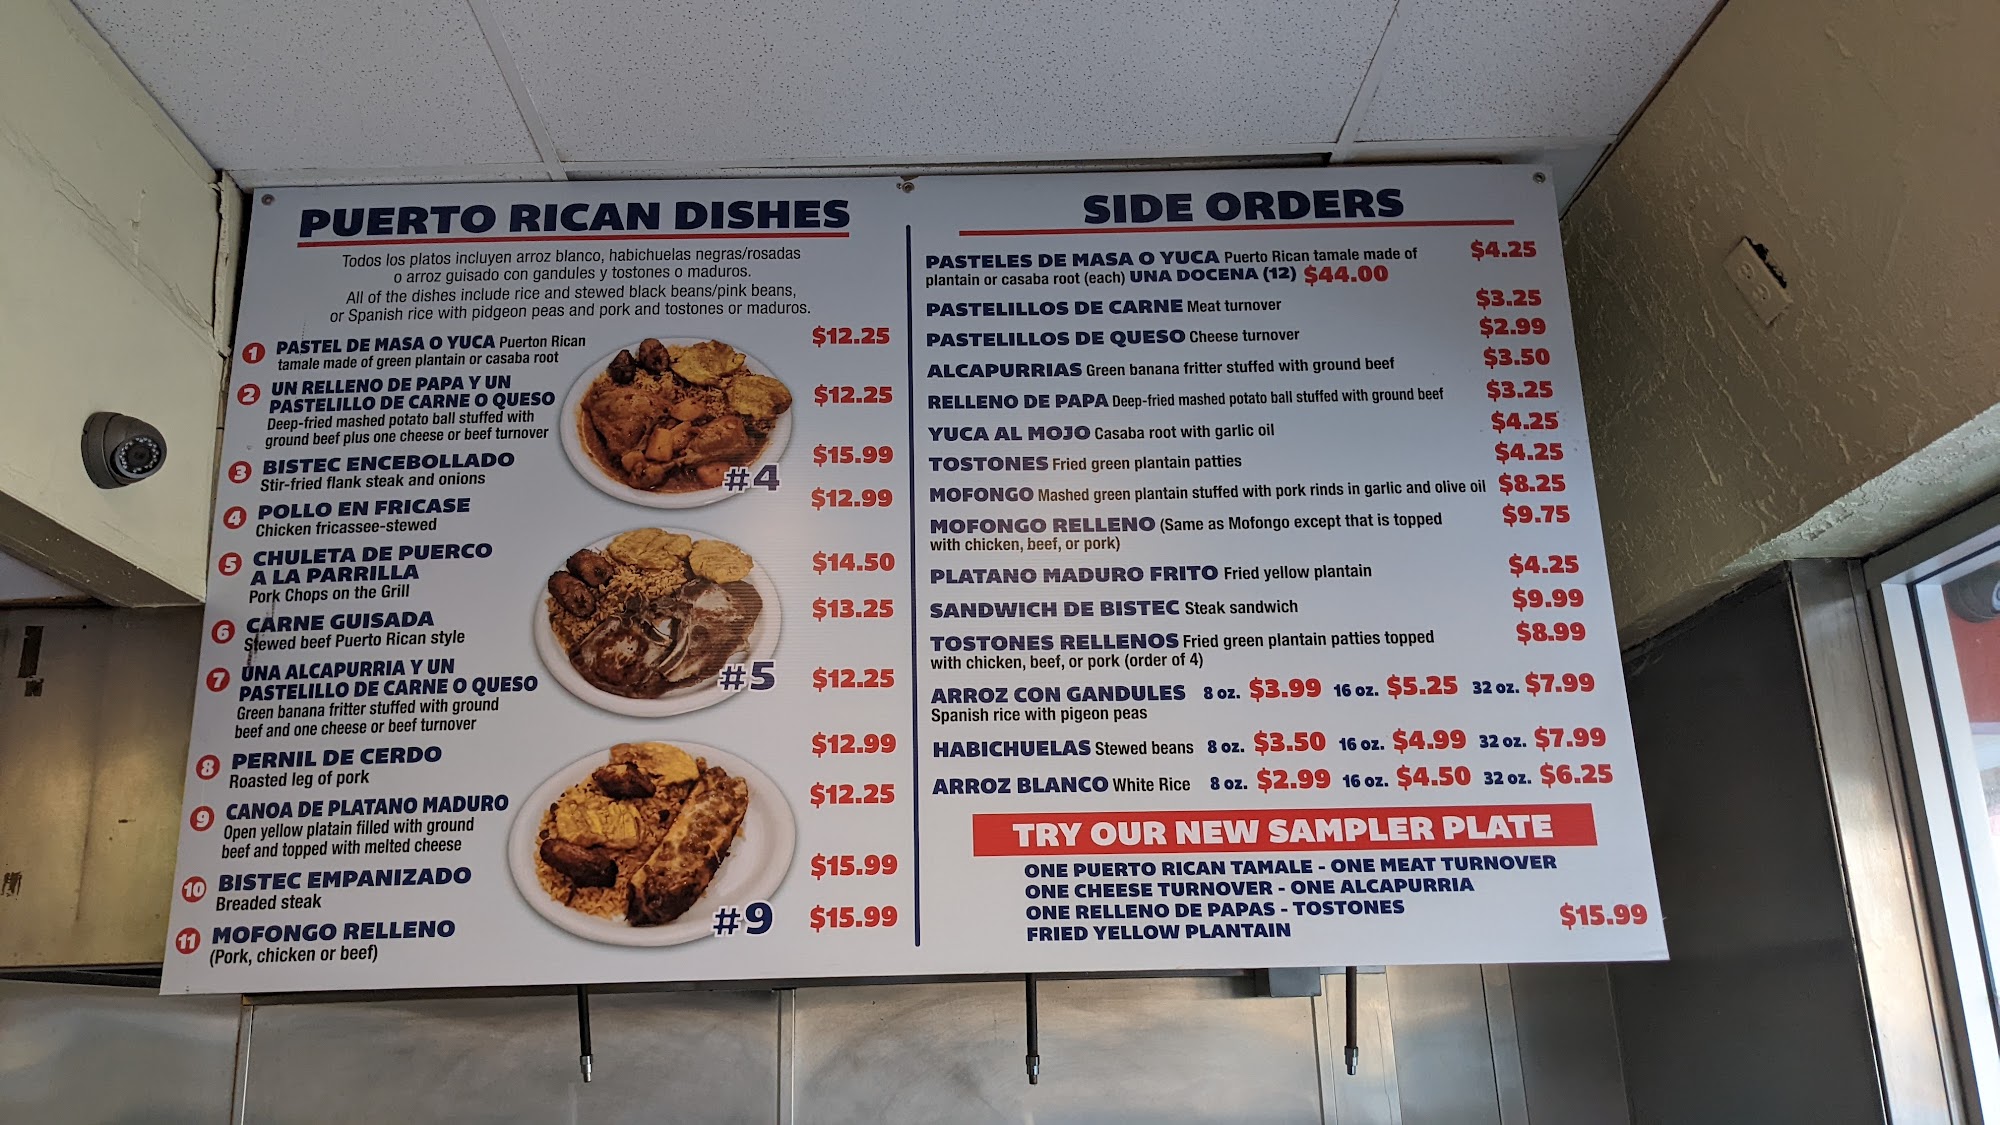 PUERTO RICAN DISHES
Todos los platos incluyen arroz blanco, habichuelas negras/rosadas
o arroz guisado con gandules y tostones o maduros.
All of the dishes include rice and stewed black beans/pink beans,
or Spanish rice with pidgeon peas and pork and tostones or maduros.
1 PASTEL DE MASA O YUCA Puerton Rican $12.25
tamale made of green plantain or casaba root
2 UN RELLENO DE PAPA Y UN
PASTELILLO DE CARNE O QUESO $12.25
Deep-fried mashed potato ball stuffed with
ground beef plus one cheese or beef turnover
3 BISTEC ENCEBOLLADO $15.99
Stir-fried flank steak and onions
4 POLLO EN FRICASE $12.99
Chicken fricassee-stewed
5 CHULETA DE PUERCO
A LA PARRILLA $14.50
Pork Chops on the Grill
6 CARNE GUISADA $13.25
Stewed beef Puerto Rican style
7 UNA ALCAPURRIA Y UN
PASTELILLO DE CARNE O QUESO $12.25
Green banana fritter stuffed with ground
beef and one cheese or beef turnover
8 PERNIL DE CERDO $12.99
Roasted leg of pork
9 CANOA DE PLATANO MADURO $12.25
Open yellow platain filled with ground
beef and topped with melted cheese
10 BISTEC EMPANIZADO $15.99
Breaded steak
11 MOFONGO RELLENO $15.99
(Pork, chicken or beef)
#4
#5
#9
SIDE ORDERS
PASTELES DE MASA O YUCA Puerto Rican tamale made of $4.25
plantain or casaba root (each) UNA DOCENA (12) $44.00
PASTELILLOS DE CARNE Meat turnover $3.25
PASTELILLOS DE QUESO Cheese turnover $2.99
ALCAPURRIAS Green banana fritter stuffed with ground beef $3.50
RELLENO DE PAPA Deep-fried mashed potato ball stuffed with ground beef $3.25
YUCA AL MOJO Casaba root with garlic oil $4.25
TOSTONES Fried green plantain patties $4.25
MOFONGO Mashed green plantain stuffed with pork rinds in garlic and olive oil $8.25
MOFONGO RELLENO (Same as Mofongo except that is topped $9.75
with chicken, beef, or pork)
PLATANO MADURO FRITO Fried yellow plantain $4.25
SANDWICH DE BISTEC Steak sandwich $9.99
TOSTONES RELLENOS Fried green plantain patties topped $8.99
with chicken, beef, or pork (order of 4)
ARROZ CON GANDULES 8 oz. $3.99 16 oz. $5.25 32 oz. $7.99
Spanish rice with pigeon peas
HABICHUELAS Stewed beans 8 oz. $3.50 16 oz. $4.99 32 oz. $7.99
ARROZ BLANCO White Rice 8 oz. $2.99 16 oz. $4.50 32 oz. $6.25
TRY OUR NEW SAMPLER PLATE
ONE PUERTO RICAN TAMALE - ONE MEAT TURNOVER
ONE CHEESE TURNOVER - ONE ALCAPURRIA
ONE RELLENO DE PAPAS - TOSTONES $15.99
FRIED YELLOW PLANTAIN